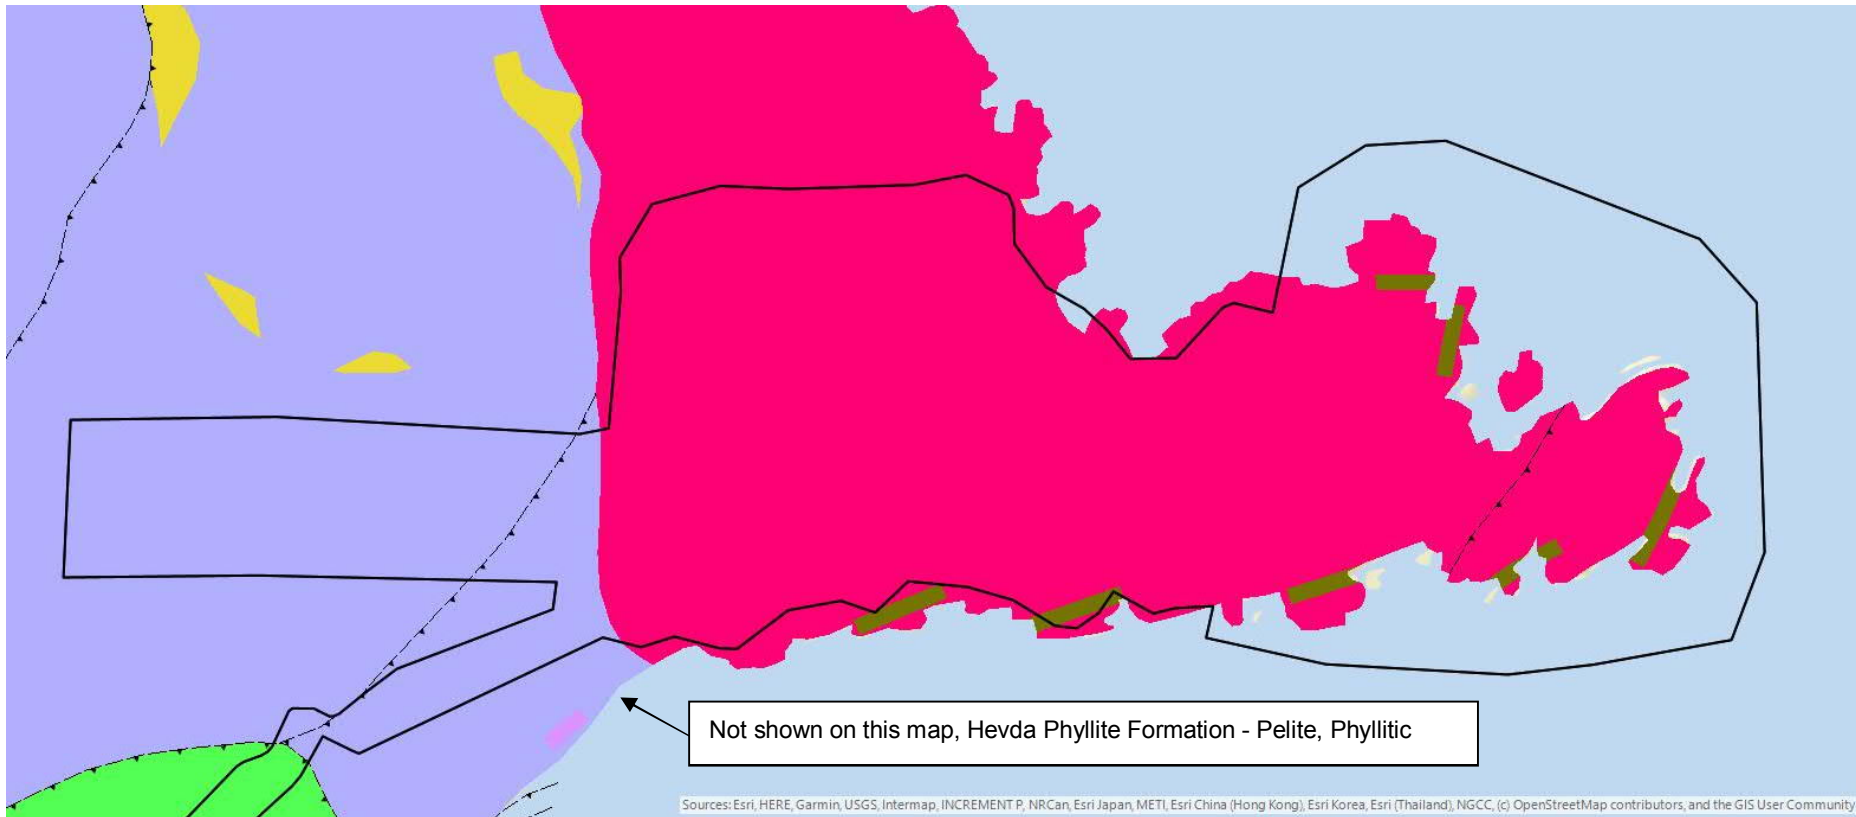 Not shown on this map, Hevda Phyllite Formation - Pelite, Phyllitic
Sources: Esri, HERE, Garmin, USGS, Intermap, INCREMENT P, NRCan, Esri Japan, METI, Esri China (Hong Kong), Esri Korea, Esri (Thailand), NGCC, (c) OpenStreetMap contributors, and the GIS User Community